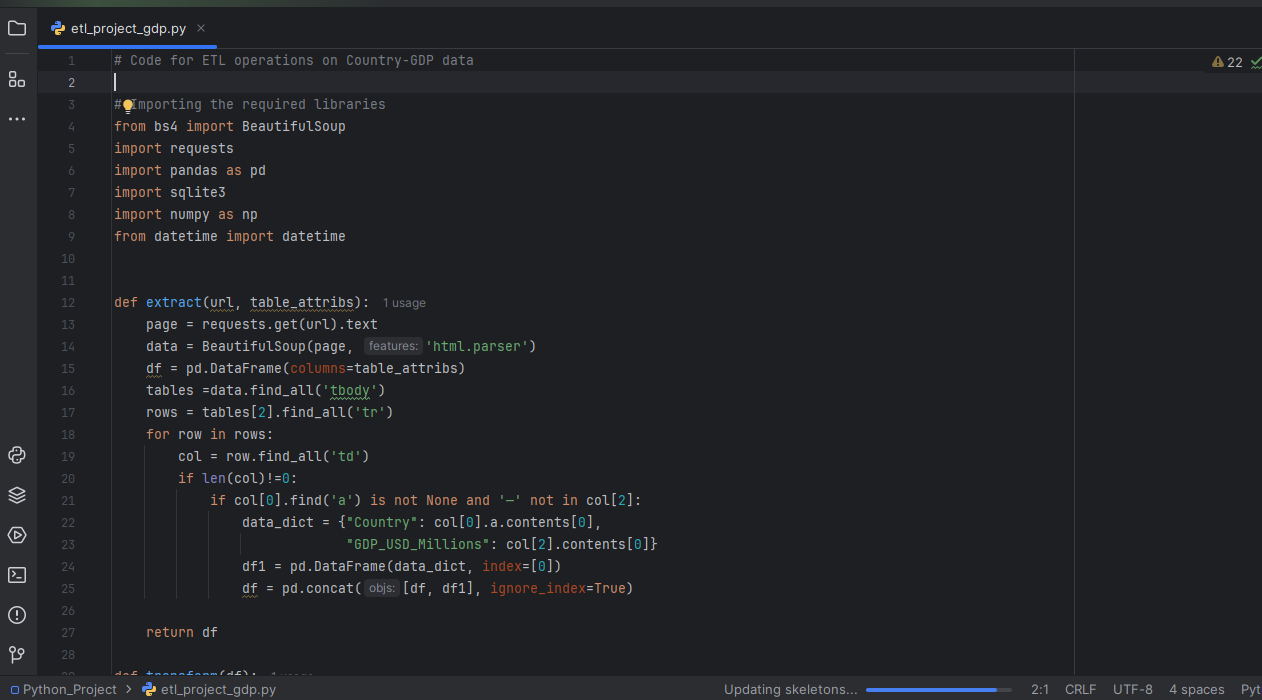 etl_project_gdp.py
1 # Code for ETL operations on Country-GDP data
22
2
3 # Importing the required libraries
4 from bs4 import BeautifulSoup
5 import requests
6 import pandas as pd
7 import sqlite3
8 import numpy as np
9 from datetime import datetime
10
11
12 def extract(url, table_attribs): 1 usage
13     page = requests.get(url).text
14     data = BeautifulSoup(page, features: 'html.parser')
15     df = pd.DataFrame(columns=table_attribs)
16     tables =data.find_all('tbody')
17     rows = tables[2].find_all('tr')
18     for row in rows:
19         col = row.find_all('td')
20         if len(col)!=0:
21             if col[0].find('a') is not None and '—' not in col[2]:
22                 data_dict = {"Country": col[0].a.contents[0],
23                              "GDP_USD_Millions": col[2].contents[0]}
24                 df1 = pd.DataFrame(data_dict, index=[0])
25                 df = pd.concat( objs: [df, df1], ignore_index=True)
26
27     return df
28
29 def transform(df): 1 usage
Python_Project > etl_project_gdp.py Updating skeletons... 2:1 CRLF UTF-8 4 spaces Pyt